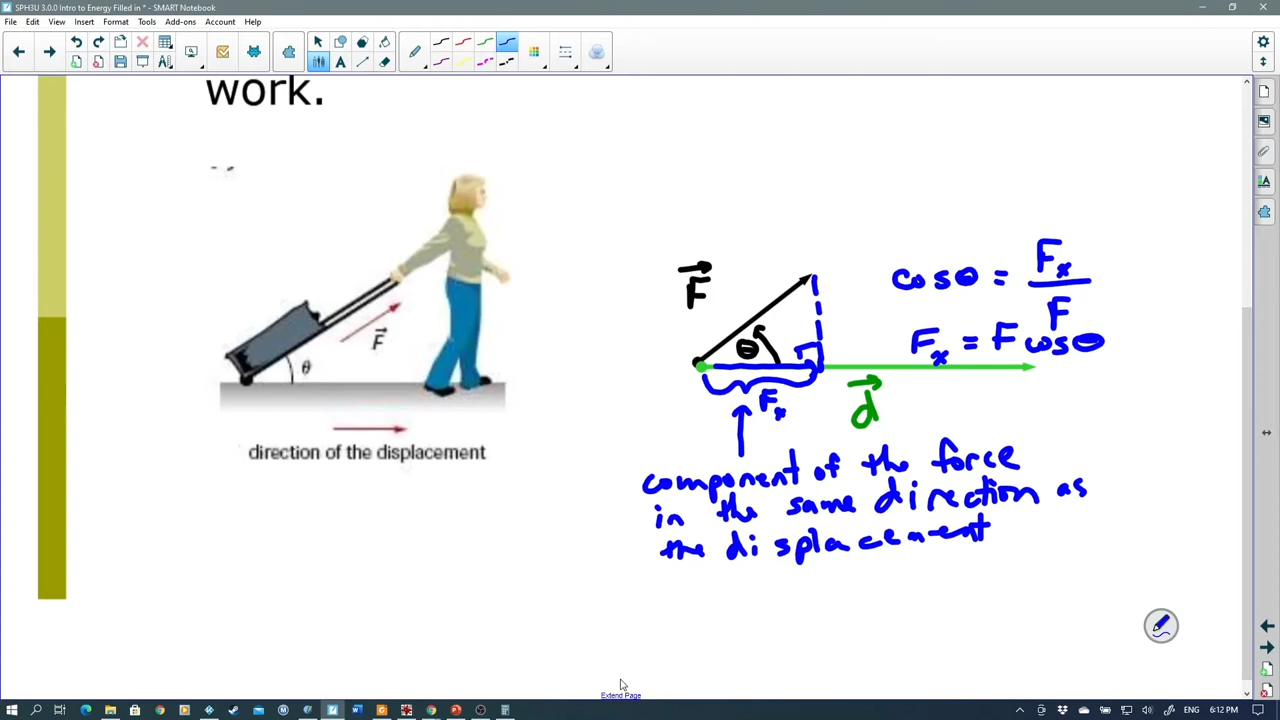 SPH3U 3.0.0 Intro to Energy Filled in * - SMART Notebook
File Edit View Insert Format Tools Add-ons Account Help
work.
F
θ
direction of the displacement
F
θ
cosθ = Fx / F
Fx = F cosθ
d
Fx
component of the force
in the same direction as
the displacement
Extend Page
ENG 6:12 PM